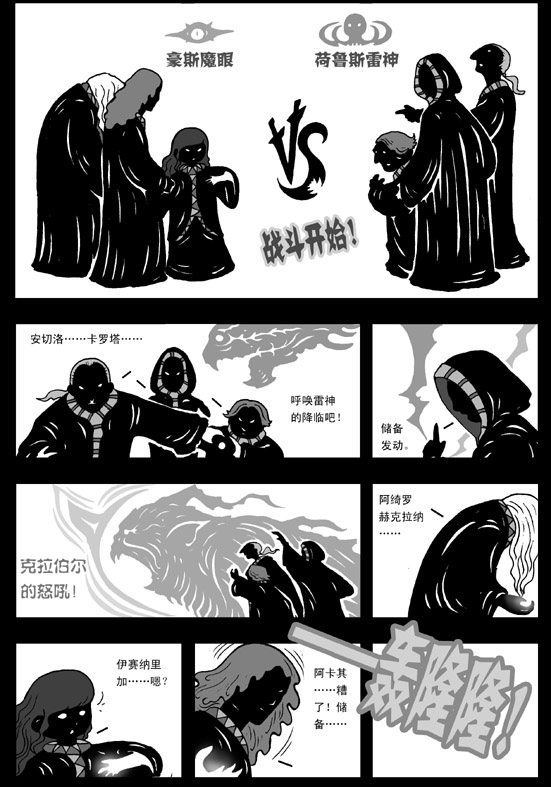 豪斯魔眼
荷鲁斯雷神
VS
战斗开始！
安切洛……卡罗塔……
呼唤雷神
的降临吧！
储备
发动。
克拉伯尔
的怒吼！
阿绮罗
赫克拉纳
……
伊赛纳里
加……嗯？
阿卡其
……糟
了！储
备……
隆隆！